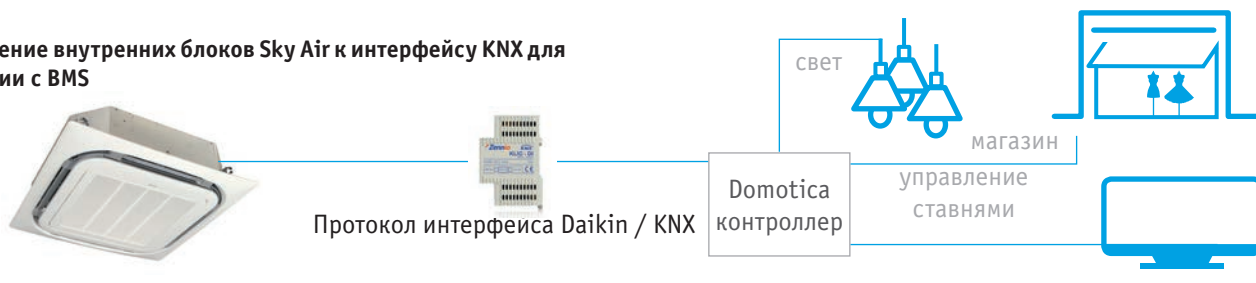 ение внутренних блоков Sky Air к интерфейсу KNX для
ии с BMS
свет
магазин
управление
ставнями
Domotica
контроллер
Протокол интерфейса Daikin / KNX
Zennio